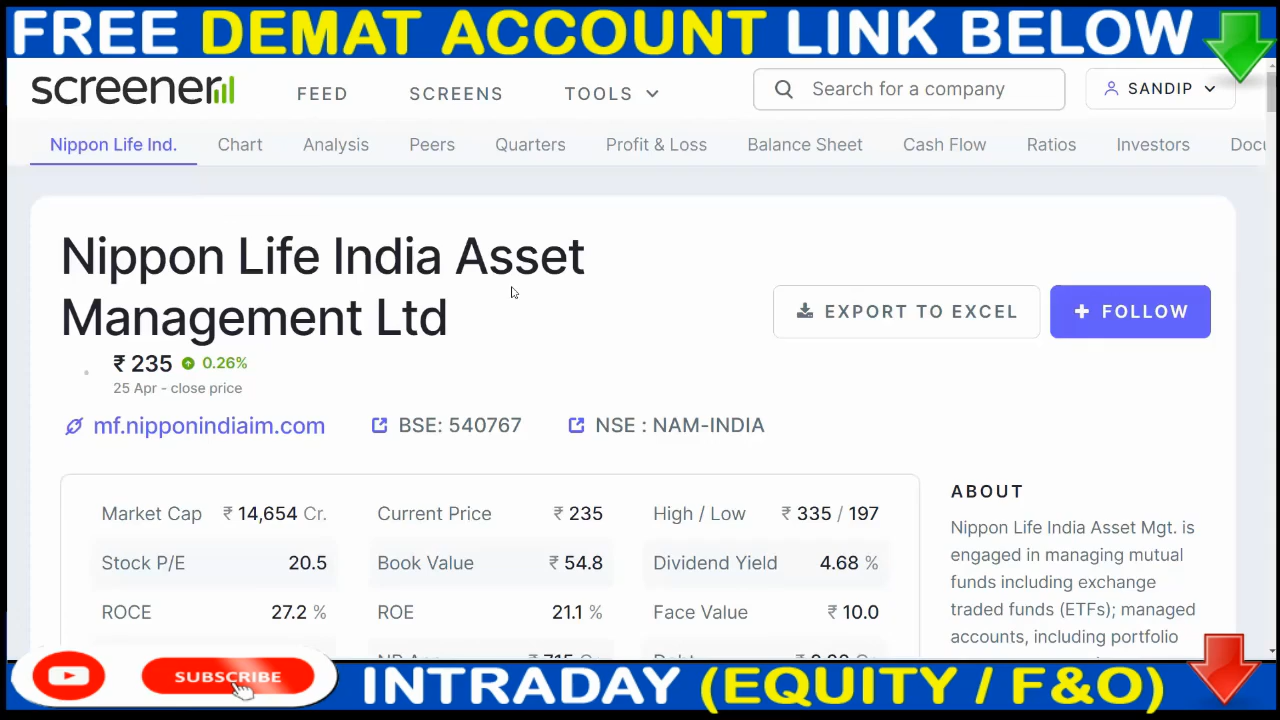 FREE DEMAT ACCOUNT LINK BELOW
screener
FEED
SCREENS
TOOLS
Search for a company
SANDIP
Nippon Life Ind.
Chart
Analysis
Peers
Quarters
Profit & Loss
Balance Sheet
Cash Flow
Ratios
Investors
Docu
Nippon Life India Asset
Management Ltd
EXPORT TO EXCEL
+ FOLLOW
₹ 235 0.26%
25 Apr - close price
mf.nipponindiaim.com
BSE: 540767
NSE : NAM-INDIA
Market Cap ₹ 14,654 Cr.
Current Price ₹ 235
High / Low ₹ 335 / 197
Stock P/E 20.5
Book Value ₹ 54.8
Dividend Yield 4.68 %
ROCE 27.2 %
ROE 21.1 %
Face Value ₹ 10.0
ABOUT
Nippon Life India Asset Mgt. is
engaged in managing mutual
funds including exchange
traded funds (ETFs); managed
accounts, including portfolio
SUBSCRIBE
INTRADAY (EQUITY / F&O)